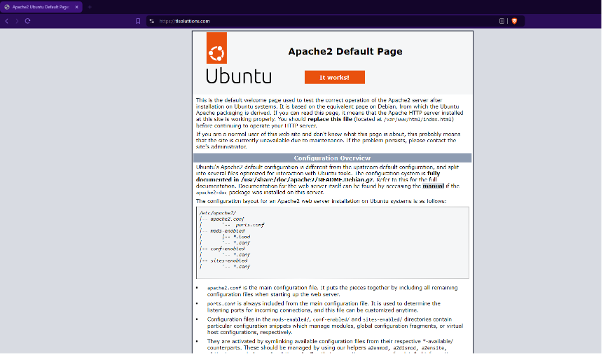 Apache2 Ubuntu Default Page
Apache2 Default Page
Ubuntu
It works!
This is the default welcome page used to test the correct operation of the Apache2 server after
installation on Ubuntu systems. It is based on the equivalent page on Debian, from which the Ubuntu
Apache packaging is derived. If you can read this page, it means that the Apache HTTP server installed
at this site is working properly. You should replace this file (located at /var/www/html/index.html)
before continuing to operate your HTTP server.
If you are a normal user of this web site and don't know what this page is about, this probably means
that the site is currently unavailable due to maintenance. If the problem persists, please contact the
site's administrator.
Configuration Overview
Ubuntu's Apache2 default configuration is different from the upstream default configuration, and split
into several files optimized for interaction with Ubuntu tools. The configuration system is fully
documented in /usr/share/doc/apache2/README.Debian.gz. Refer to this for the full
documentation. Documentation for the web server itself can be found by accessing the manual if the
apache2-doc package was installed on this server.
The configuration layout for an Apache2 web server installation on Ubuntu systems is as follows:
/etc/apache2/
|-- apache2.conf
|       `--  ports.conf
|-- mods-enabled
|       |-- *.load
|       `-- *.conf
|-- conf-enabled
|       `-- *.conf
|-- sites-enabled
|       `-- *.conf
• apache2.conf is the main configuration file. It puts the pieces together by including all remaining
configuration files when starting up the web server.
• ports.conf is always included from the main configuration file. It is used to determine the
listening ports for incoming connections, and this file can be customized anytime.
• Configuration files in the mods-enabled/, conf-enabled/ and sites-enabled/ directories contain
particular configuration snippets which manage modules, global configuration fragments, or virtual
host configurations, respectively.
• They are activated by symlinking available configuration files from their respective *-available/
counterparts. These should be managed by using our helpers a2enmod, a2dismod, a2ensite,